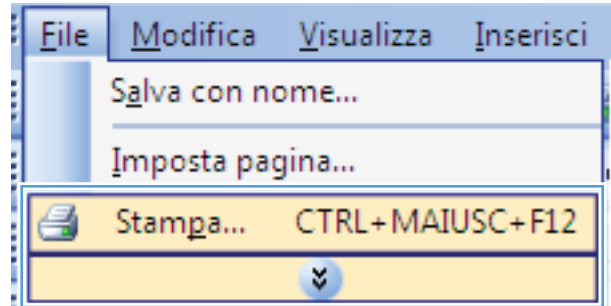 File Modifica Visualizza Inserisci
Salva con nome...
Imposta pagina...
Stampa... CTRL+MAIUSC+F12